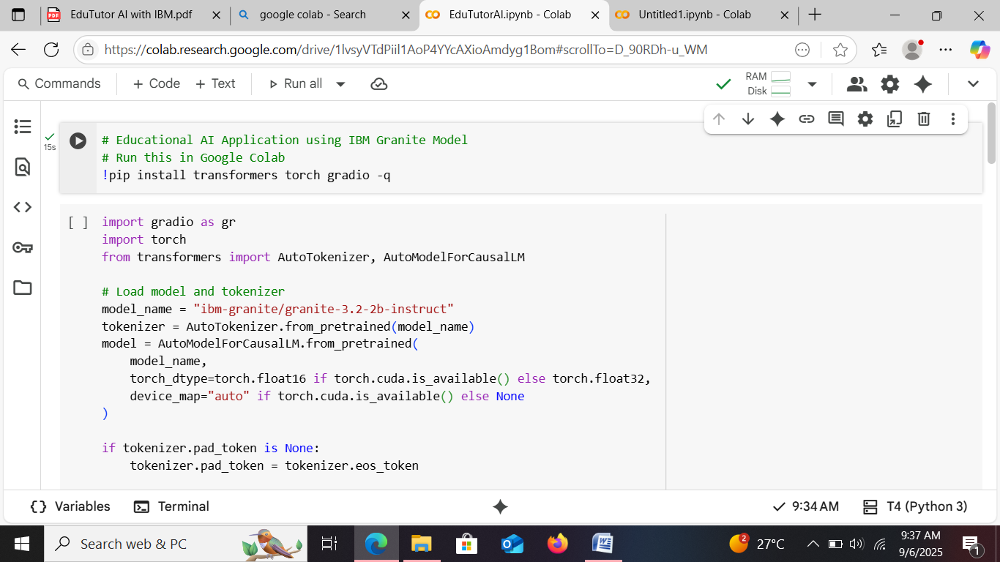 EduTutor AI with IBM.pdf
google colab - Search
EduTutorAI.ipynb - Colab
Untitled1.ipynb - Colab
https://colab.research.google.com/drive/1lvsyVTdPiil1AoP4YYcAXioAmdyg1Bom#scrollTo=D_90RDh-u_WM
Commands
+ Code
+ Text
Run all
RAM
Disk
15s
# Educational AI Application using IBM Granite Model
# Run this in Google Colab
!pip install transformers torch gradio -q
[ ]
import gradio as gr
import torch
from transformers import AutoTokenizer, AutoModelForCausalLM
# Load model and tokenizer
model_name = "ibm-granite/granite-3.2-2b-instruct"
tokenizer = AutoTokenizer.from_pretrained(model_name)
model = AutoModelForCausalLM.from_pretrained(
    model_name,
    torch_dtype=torch.float16 if torch.cuda.is_available() else torch.float32,
    device_map="auto" if torch.cuda.is_available() else None
)
if tokenizer.pad_token is None:
    tokenizer.pad_token = tokenizer.eos_token
Variables
Terminal
9:34 AM
T4 (Python 3)
Search web & PC
2
27°C
9:37 AM
9/6/2025
1